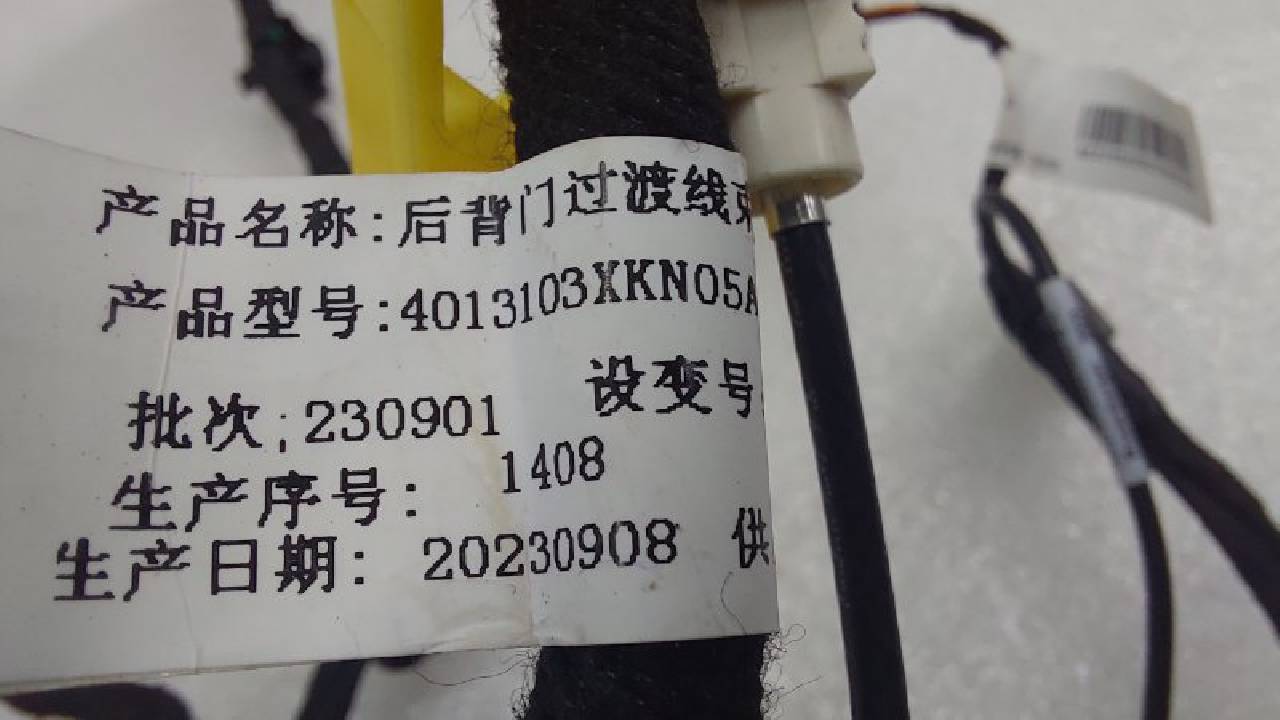 产品名称:后背门过渡线束
产品型号:4013103XKN05A
批次:230901 设变号
生产序号: 1408
生产日期: 20230908 供